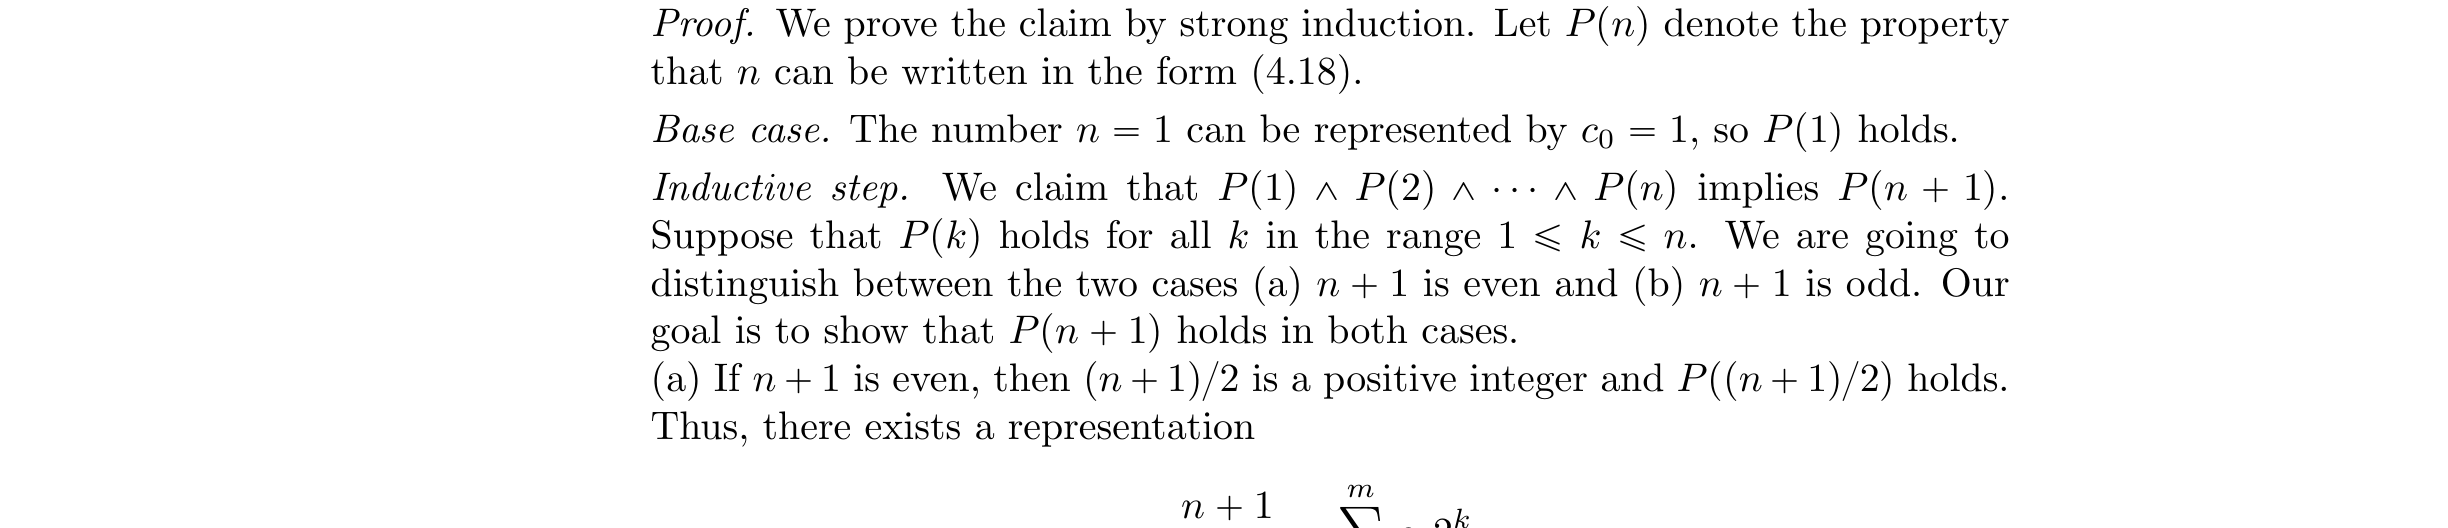 Proof. We prove the claim by strong induction. Let P(n) denote the property
that n can be written in the form (4.18).
Base case. The number n = 1 can be represented by c₀ = 1, so P(1) holds.
Inductive step. We claim that P(1) ∧ P(2) ∧ ⋯ ∧ P(n) implies P(n + 1).
Suppose that P(k) holds for all k in the range 1 ⩽ k ⩽ n. We are going to
distinguish between the two cases (a) n + 1 is even and (b) n + 1 is odd. Our
goal is to show that P(n + 1) holds in both cases.
(a) If n + 1 is even, then (n + 1)/2 is a positive integer and P((n + 1)/2) holds.
Thus, there exists a representation
n + 1 m